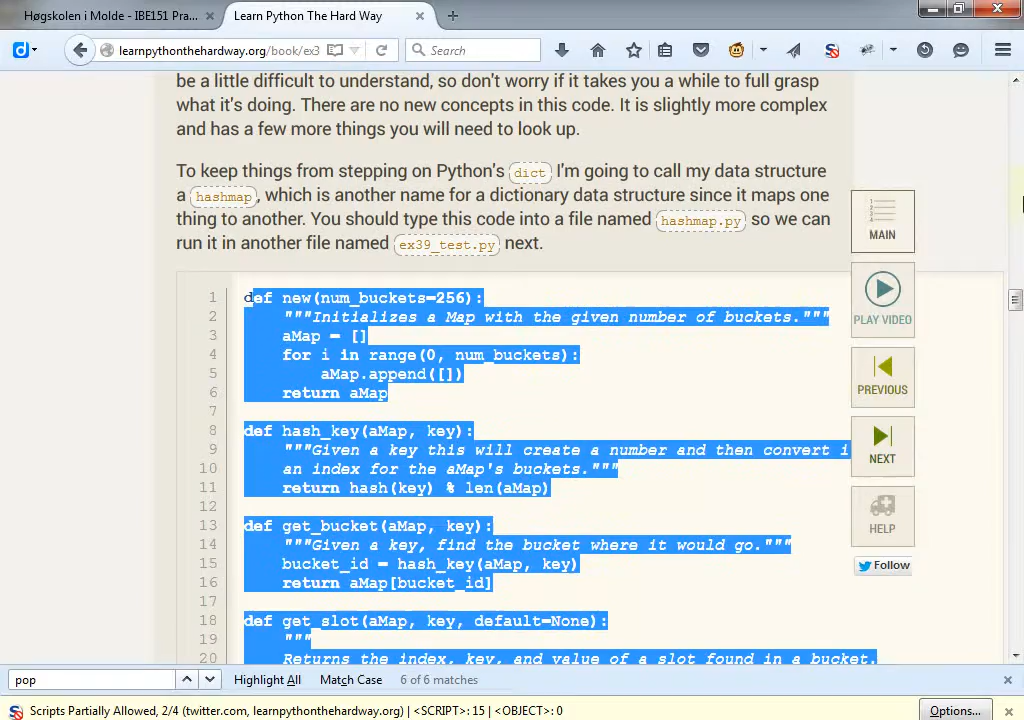 Høgskolen i Molde - IBE151 Pra...
Learn Python The Hard Way
learnpythonthehardway.org/book/ex3
Search
be a little difficult to understand, so don't worry if it takes you a while to full grasp
what it's doing. There are no new concepts in this code. It is slightly more complex
and has a few more things you will need to look up.
To keep things from stepping on Python's dict I'm going to call my data structure
a hashmap, which is another name for a dictionary data structure since it maps one
thing to another. You should type this code into a file named hashmap.py so we can
run it in another file named ex39_test.py next.
MAIN
PLAY VIDEO
PREVIOUS
NEXT
HELP
Follow
1 def new(num_buckets=256):
2 """Initializes a Map with the given number of buckets."""
3 aMap = []
4 for i in range(0, num_buckets):
5 aMap.append([])
6 return aMap
7
8 def hash_key(aMap, key):
9 """Given a key this will create a number and then convert i
10 an index for the aMap's buckets."""
11 return hash(key) % len(aMap)
12
13 def get_bucket(aMap, key):
14 """Given a key, find the bucket where it would go."""
15 bucket_id = hash_key(aMap, key)
16 return aMap[bucket_id]
17
18 def get_slot(aMap, key, default=None):
19 """
20 Returns the index, key, and value of a slot found in a bucket.
pop
Highlight All
Match Case
6 of 6 matches
Scripts Partially Allowed, 2/4 (twitter.com, learnpythonthehardway.org) | <SCRIPT>: 15 | <OBJECT>: 0
Options...